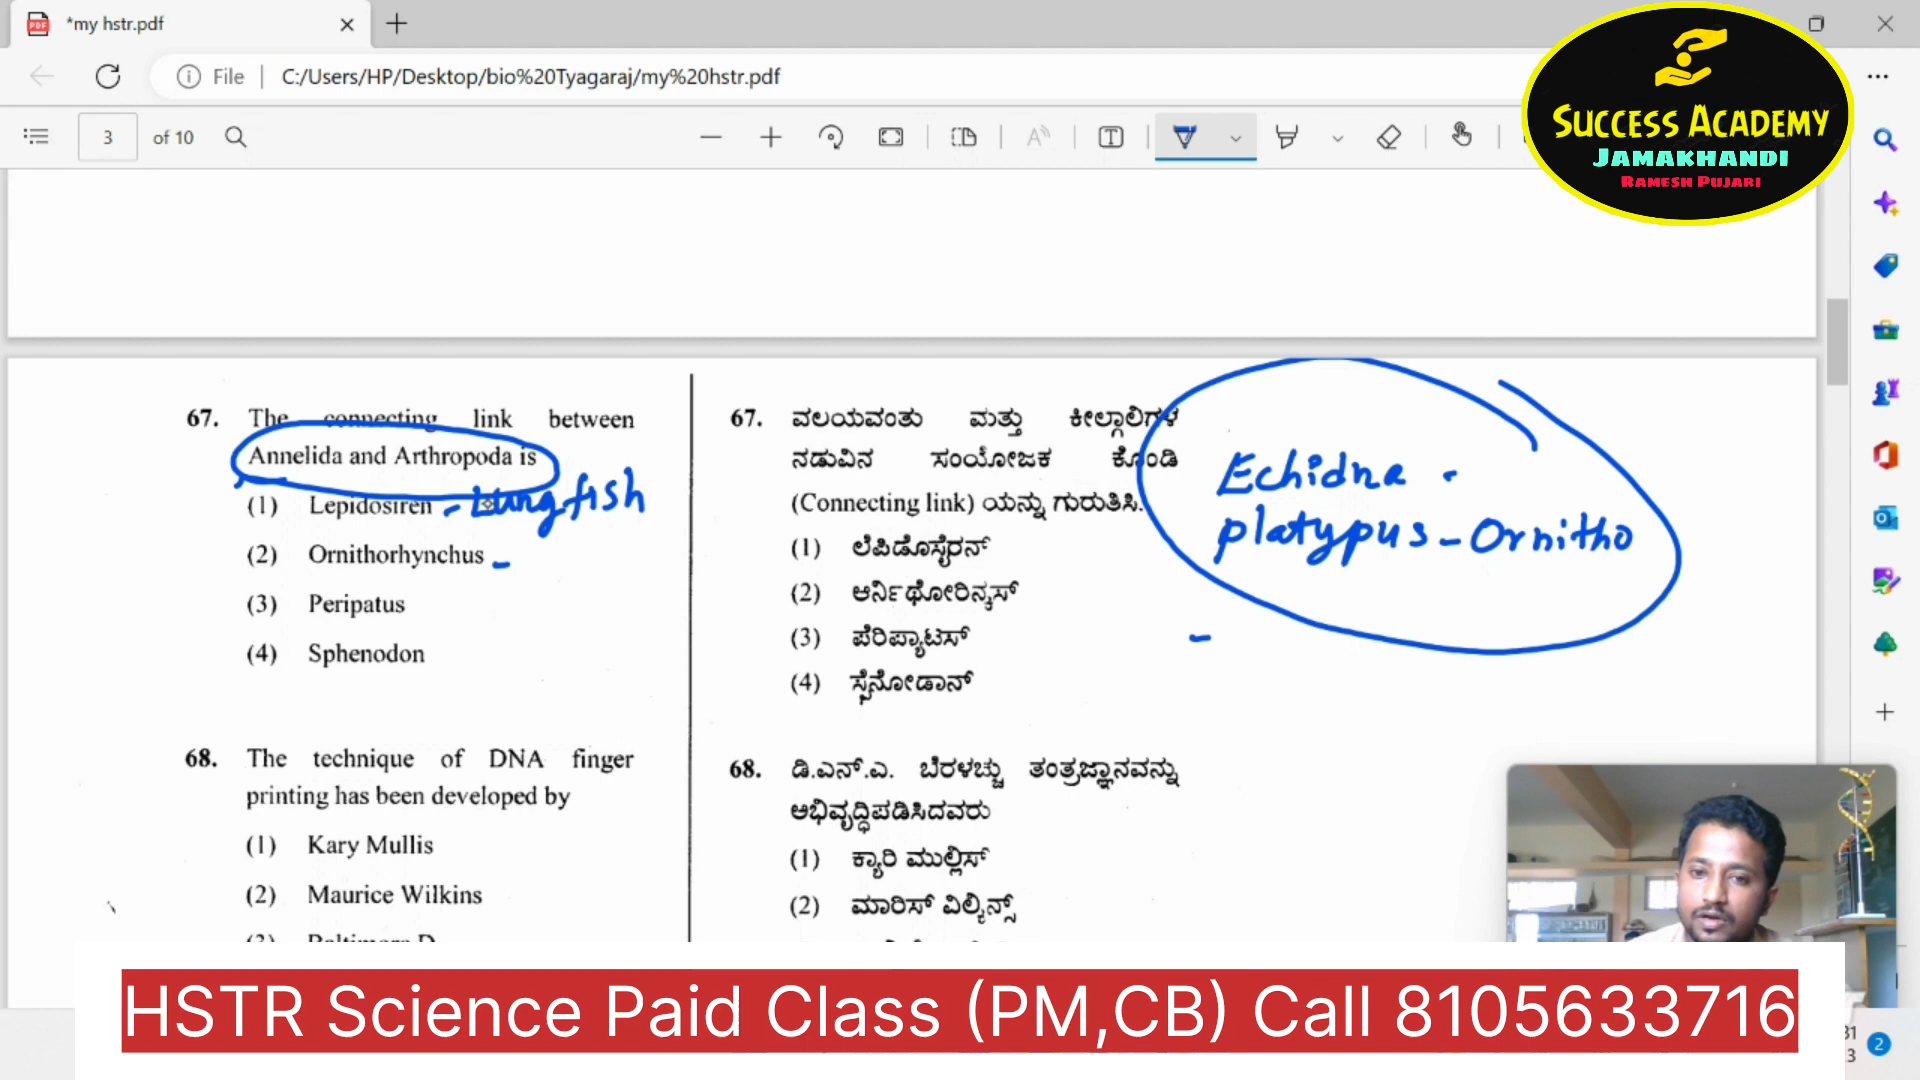 *my hstr.pdf
File
C:/Users/HP/Desktop/bio%20Tyagaraj/my%20hstr.pdf
3 of 10
SUCCESS ACADEMY
JAMAKHANDI
RAMESH PUJARI
67. The connecting link between
Annelida and Arthropoda is
(1) Lepidosiren - Lungfish
(2) Ornithorhynchus -
(3) Peripatus
(4) Sphenodon
68. The technique of DNA finger
printing has been developed by
(1) Kary Mullis
(2) Maurice Wilkins
(3) Baltimore D
67. ವಲಯವಂತು ಮತ್ತು ಕೀಲ್ಗಾಲಿಗಳ
ನಡುವಿನ ಸಂಯೋಜಕ ಕೊಂಡಿ
(Connecting link) ಯನ್ನು ಗುರುತಿಸಿ.
(1) ಲೆಪಿಡೊಸೈರನ್
(2) ಆರ್ನಿಥೋರಿನ್ಕಸ್
(3) ಪೆರಿಪ್ಯಾಟಸ್
(4) ಸ್ಫೆನೋಡಾನ್
68. ಡಿ.ಎನ್.ಎ. ಬೆರಳಚ್ಚು ತಂತ್ರಜ್ಞಾನವನ್ನು
ಅಭಿವೃದ್ಧಿಪಡಿಸಿದವರು
(1) ಕ್ಯಾರಿ ಮುಲ್ಲಿಸ್
(2) ಮಾರಿಸ್ ವಿಲ್ಕಿನ್ಸ್
Echidna -
platypus - Ornitho
HSTR Science Paid Class (PM,CB) Call 8105633716
2